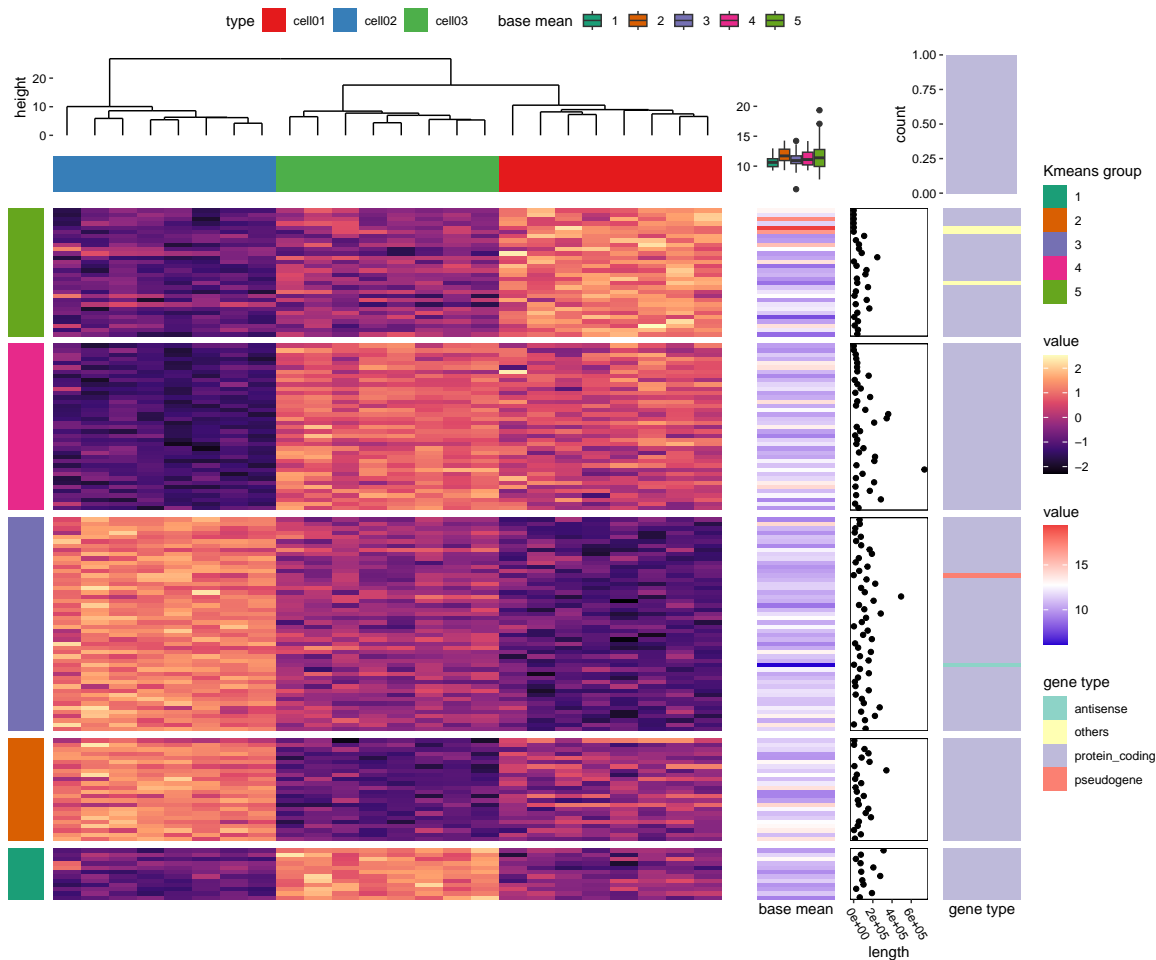 type cell01 cell02 cell03 base mean 1 2 3 4 5
height
20
10
0
20
15
10
count
1.00
0.75
0.50
0.25
0.00
Kmeans group
1
2
3
4
5
value
2
1
0
−1
−2
value
15
10
gene type
antisense
others
protein_coding
pseudogene
base mean
0e+00
2e+05
4e+05
6e+05
length
gene type